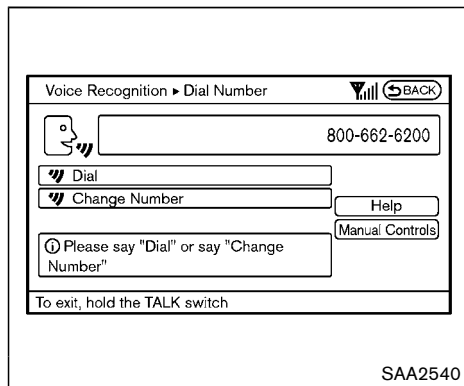 Voice Recognition ▸ Dial Number
BACK
800-662-6200
Dial
Change Number
Help
Manual Controls
Please say "Dial" or say "Change
Number"
To exit, hold the TALK switch
SAA2540